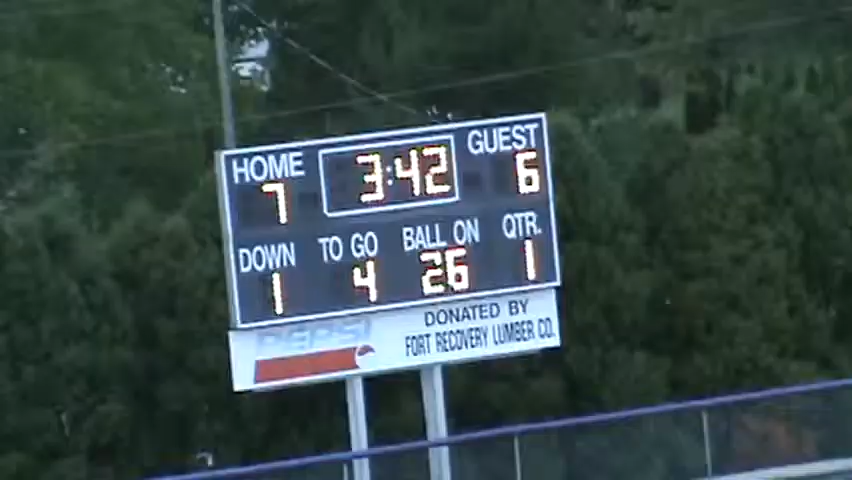 HOME 3:42 GUEST
7 6
DOWN TO GO BALL ON QTR.
1 4 26 1
PEPSI DONATED BY
FORT RECOVERY LUMBER CO.